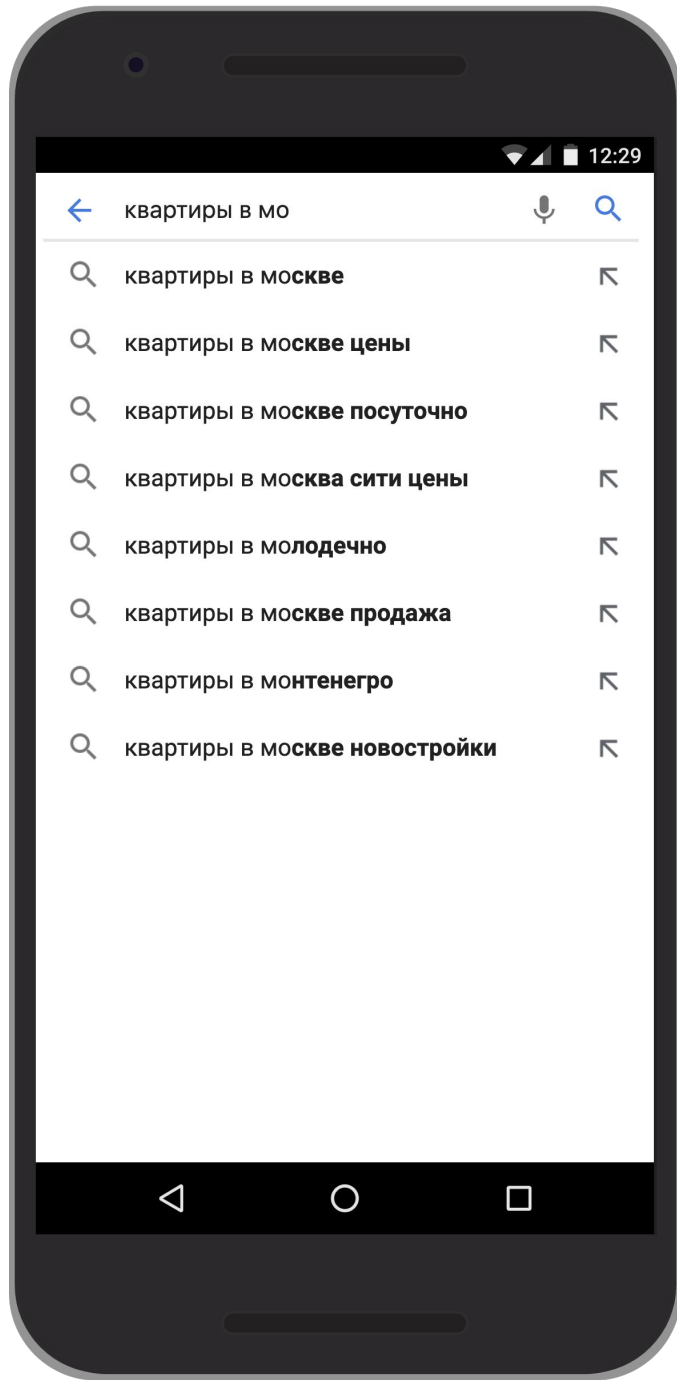 12:29
квартиры в мо
квартиры в москве
квартиры в москве цены
квартиры в москве посуточно
квартиры в москва сити цены
квартиры в молодечно
квартиры в москве продажа
квартиры в монтенегро
квартиры в москве новостройки